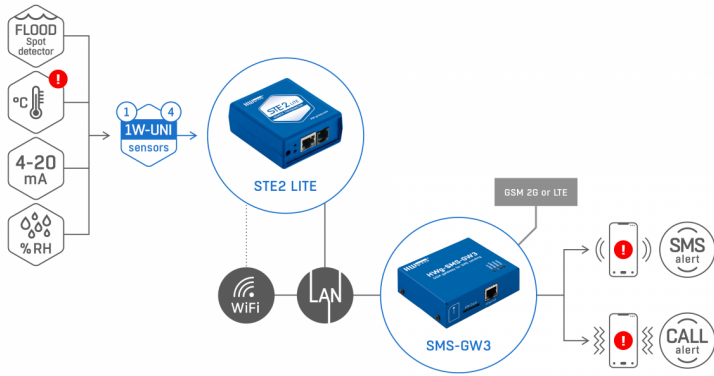 FLOOD
Spot
detector
°C
!
4-20
mA
% RH
1
4
1W-UNI
sensors
STE2 LITE
STE2 LITE
WiFi
LAN
GSM 2G or LTE
HWg-SMS-GW3
SMS-GW3
!
SMS
alert
!
CALL
alert